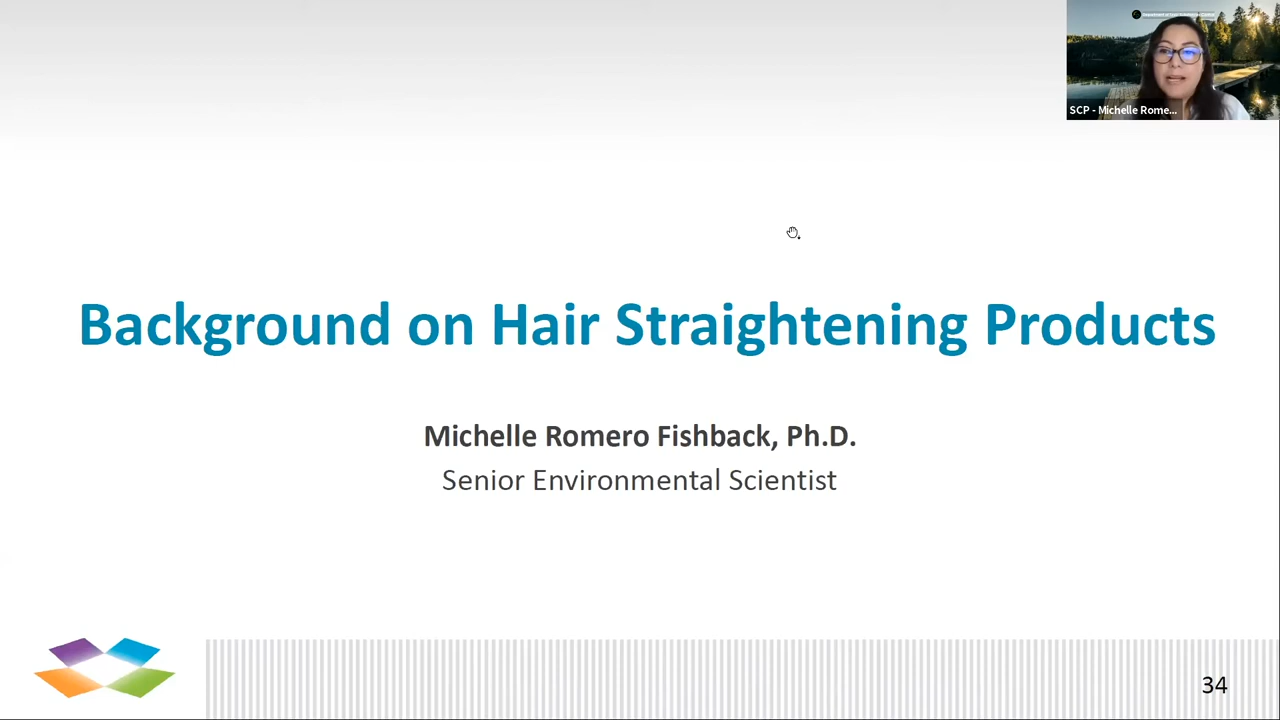 SCP - Michelle Rome...
Background on Hair Straightening Products
Michelle Romero Fishback, Ph.D.
Senior Environmental Scientist
34